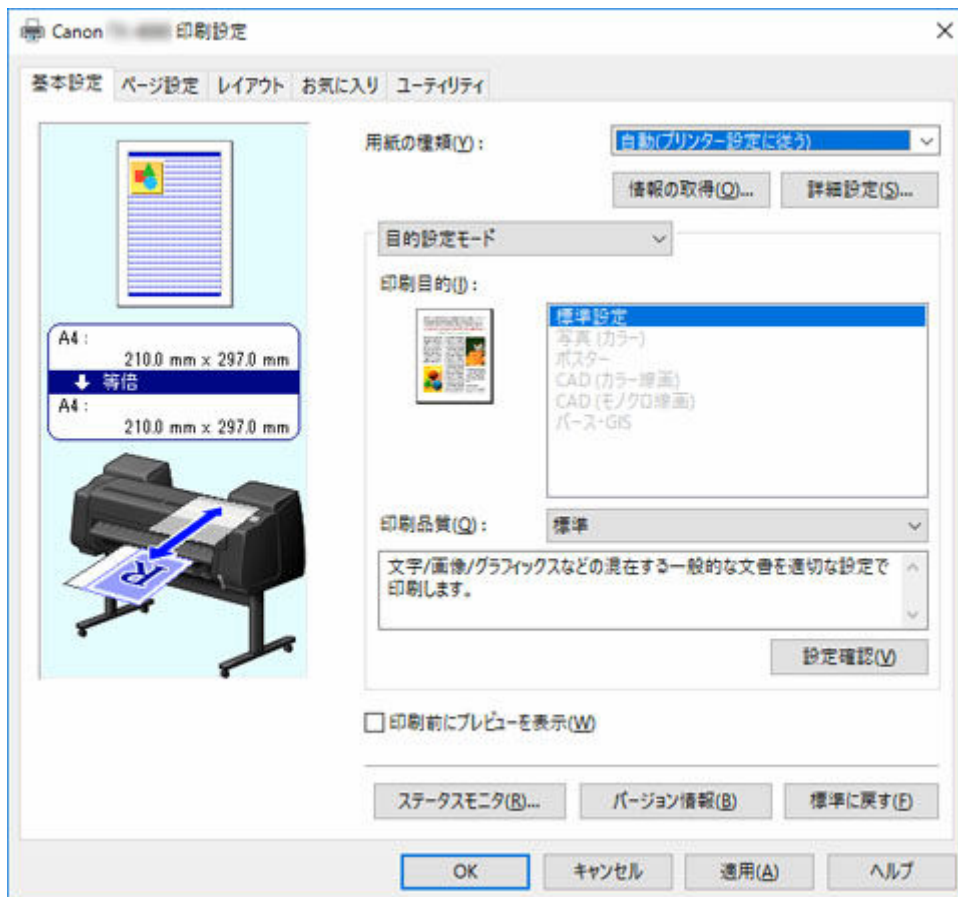 Canon 印刷設定
基本設定 ページ設定 レイアウト お気に入り ユーティリティ
用紙の種類(Y): 自動(プリンター設定に従う)
情報の取得(O)... 詳細設定(S)...
目的設定モード
印刷目的(J):
標準設定
写真 (カラー)
ポスター
CAD (カラー線画)
CAD (モノクロ線画)
パース・GIS
A4 :
210.0 mm x 297.0 mm
等倍
A4 :
210.0 mm x 297.0 mm
R
印刷品質(Q): 標準
文字/画像/グラフィックスなどの混在する一般的な文書を適切な設定で
印刷します。
設定確認(V)
印刷前にプレビューを表示(W)
ステータスモニタ(R)... バージョン情報(B) 標準に戻す(F)
OK キャンセル 適用(A) ヘルプ